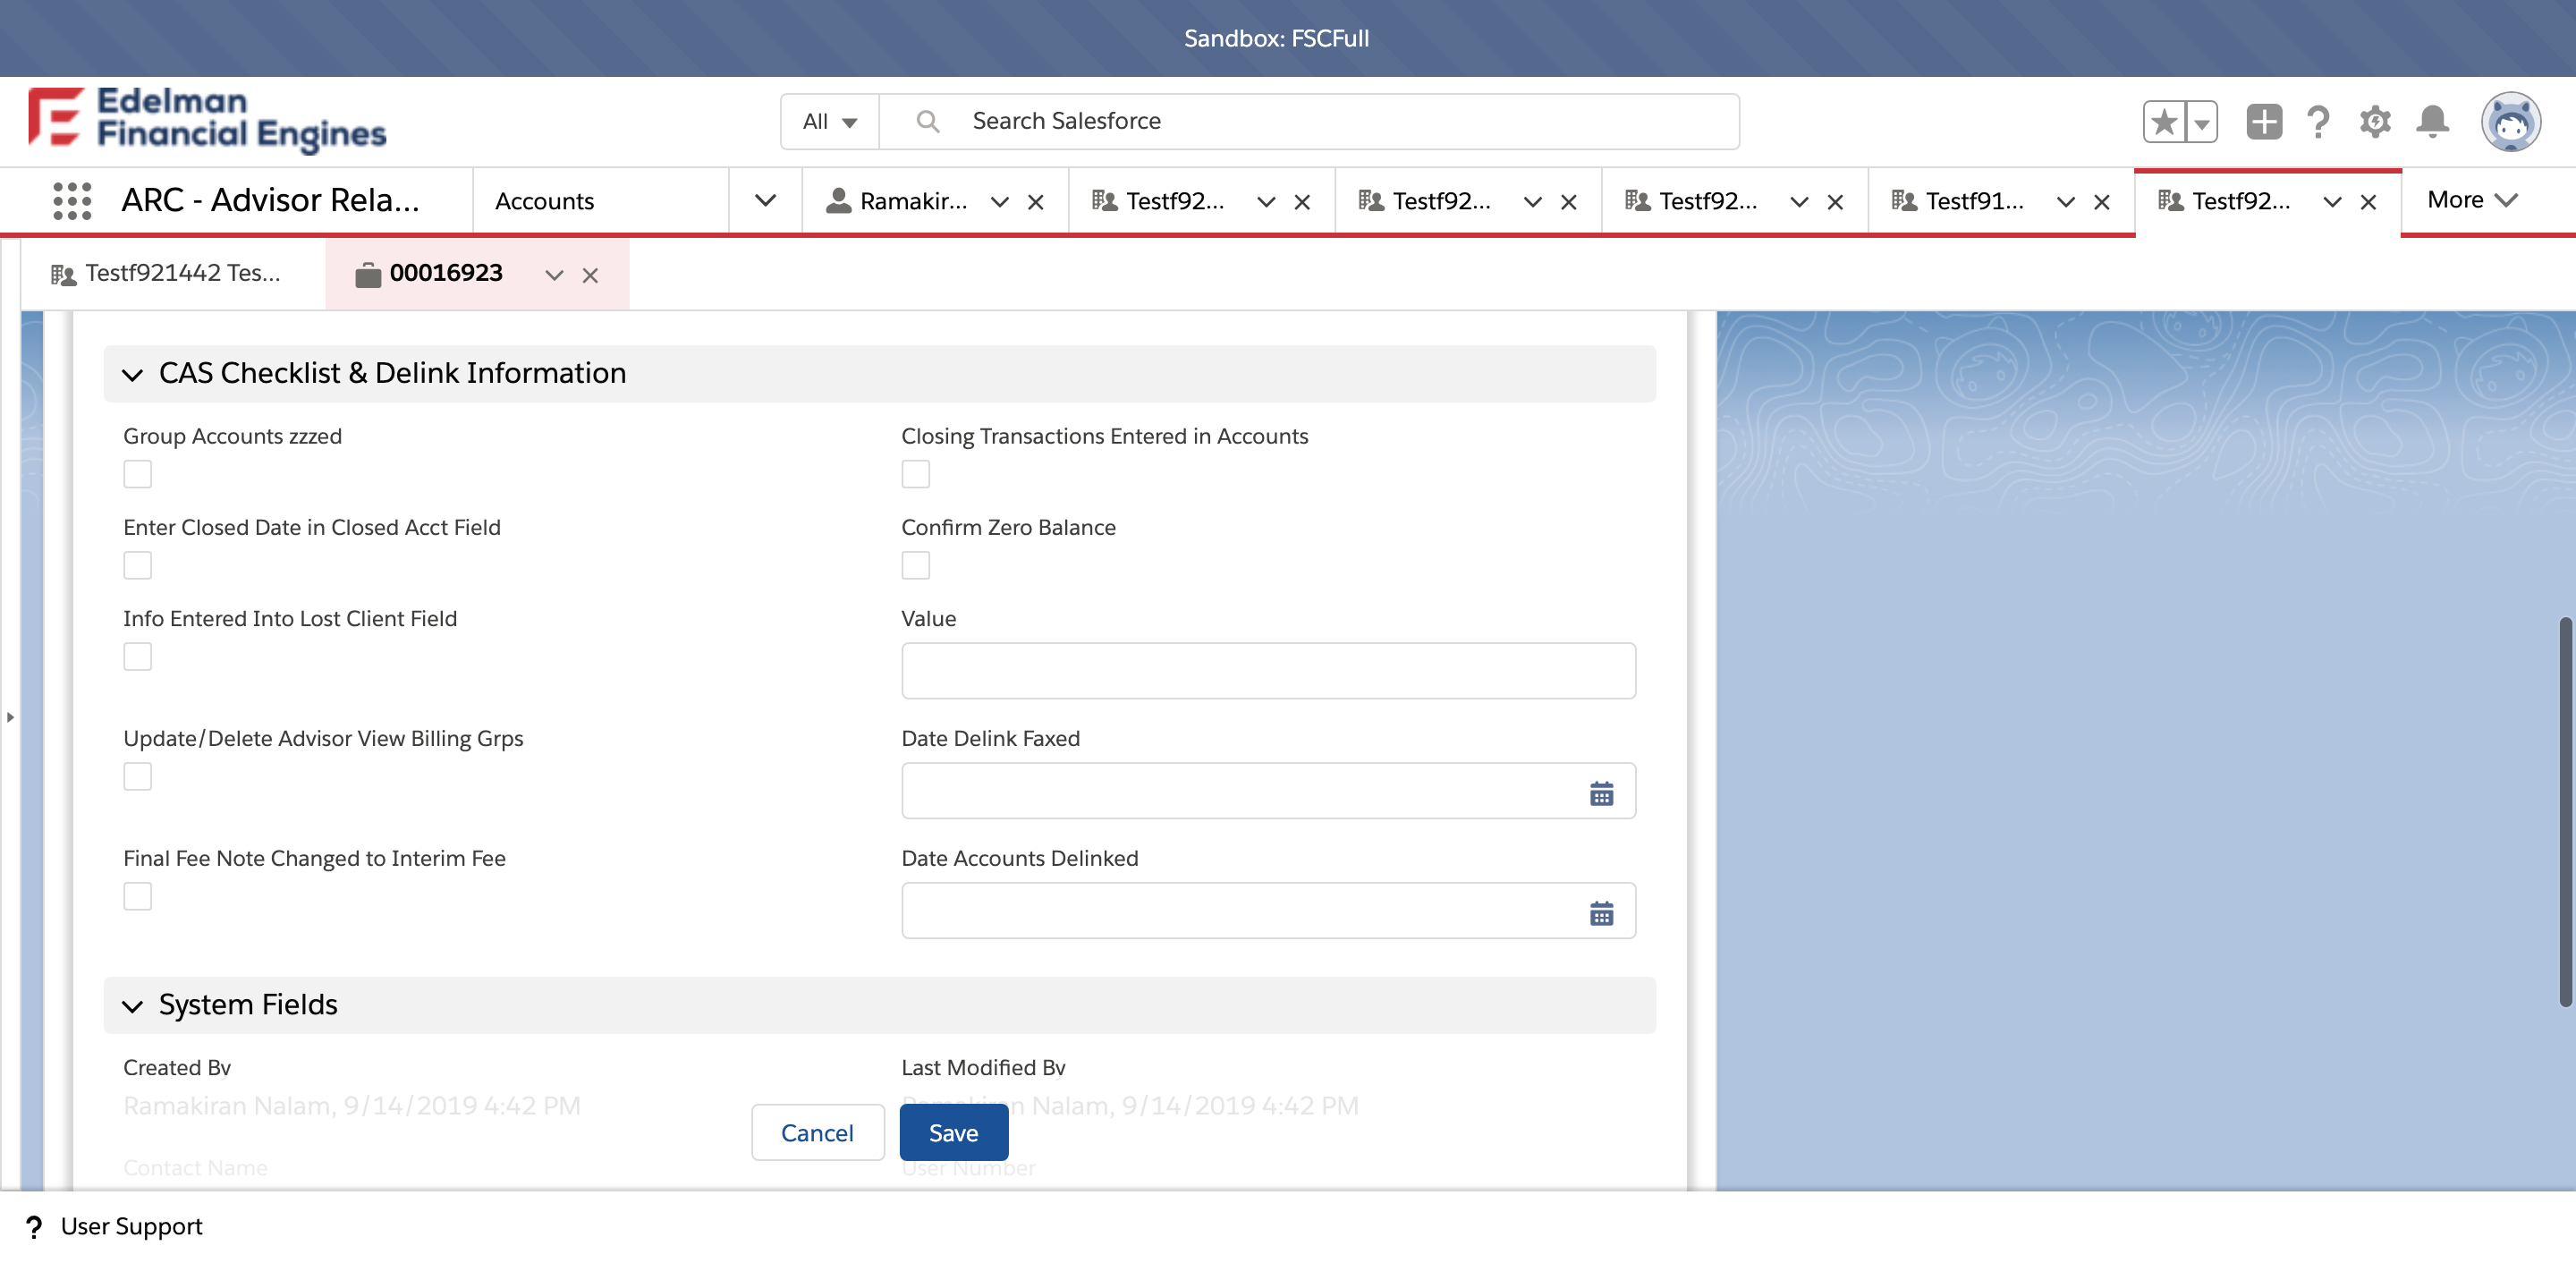 Sandbox: FSCFull
Edelman
Financial Engines
All
Search Salesforce
ARC - Advisor Rela...
Accounts
Ramakir...
Testf92...
Testf92...
Testf92...
Testf91...
Testf92...
More
Testf921442 Tes...
00016923
CAS Checklist & Delink Information
Group Accounts zzzed
Closing Transactions Entered in Accounts
Enter Closed Date in Closed Acct Field
Confirm Zero Balance
Info Entered Into Lost Client Field
Value
Update/Delete Advisor View Billing Grps
Date Delink Faxed
Final Fee Note Changed to Interim Fee
Date Accounts Delinked
System Fields
Created By
Last Modified By
Ramakiran Nalam, 9/14/2019 4:42 PM
Ramakiran Nalam, 9/14/2019 4:42 PM
Cancel
Save
Contact Name
User Number
? User Support